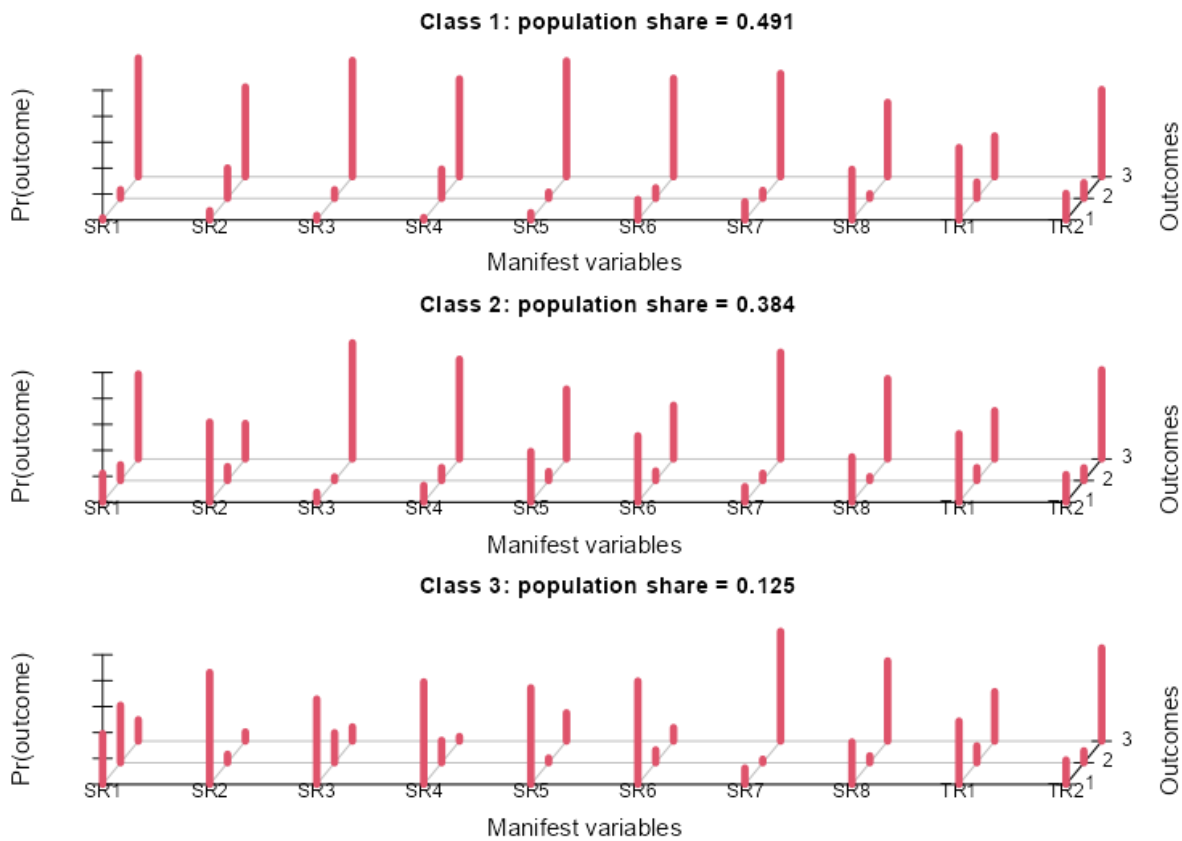 Class 1: population share = 0.491
Pr(outcome)
3
2
1
Outcomes
SR1 SR2 SR3 SR4 SR5 SR6 SR7 SR8 TR1 TR2
Manifest variables
Class 2: population share = 0.384
Pr(outcome)
3
2
1
Outcomes
SR1 SR2 SR3 SR4 SR5 SR6 SR7 SR8 TR1 TR2
Manifest variables
Class 3: population share = 0.125
Pr(outcome)
3
2
1
Outcomes
SR1 SR2 SR3 SR4 SR5 SR6 SR7 SR8 TR1 TR2
Manifest variables